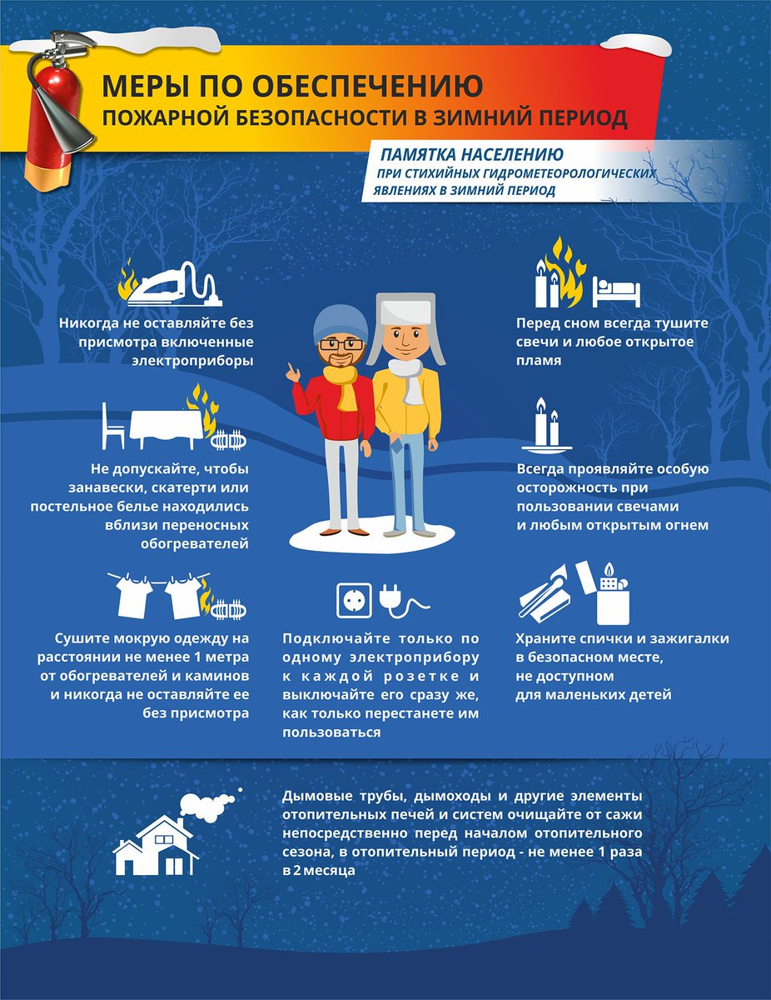 МЕРЫ ПО ОБЕСПЕЧЕНИЮ
ПОЖАРНОЙ БЕЗОПАСНОСТИ В ЗИМНИЙ ПЕРИОД
ПАМЯТКА НАСЕЛЕНИЮ
ПРИ СТИХИЙНЫХ ГИДРОМЕТЕОРОЛОГИЧЕСКИХ
ЯВЛЕНИЯХ В ЗИМНИЙ ПЕРИОД
Никогда не оставляйте без
присмотра включенные
электроприборы
Перед сном всегда тушите
свечи и любое открытое
пламя
Не допускайте, чтобы
занавески, скатерти или
постельное белье находились
вблизи переносных
обогревателей
Всегда проявляйте особую
осторожность при
пользовании свечами
и любым открытым огнем
Сушите мокрую одежду на
расстоянии не менее 1 метра
от обогревателей и каминов
и никогда не оставляйте ее
без присмотра
Подключайте только по
одному электроприбору
к каждой розетке и
выключайте его сразу же,
как только перестанете им
пользоваться
Храните спички и зажигалки
в безопасном месте,
не доступном
для маленьких детей
Дымовые трубы, дымоходы и другие элементы
отопительных печей и систем очищайте от сажи
непосредственно перед началом отопительного
сезона, в отопительный период - не менее 1 раза
в 2 месяца